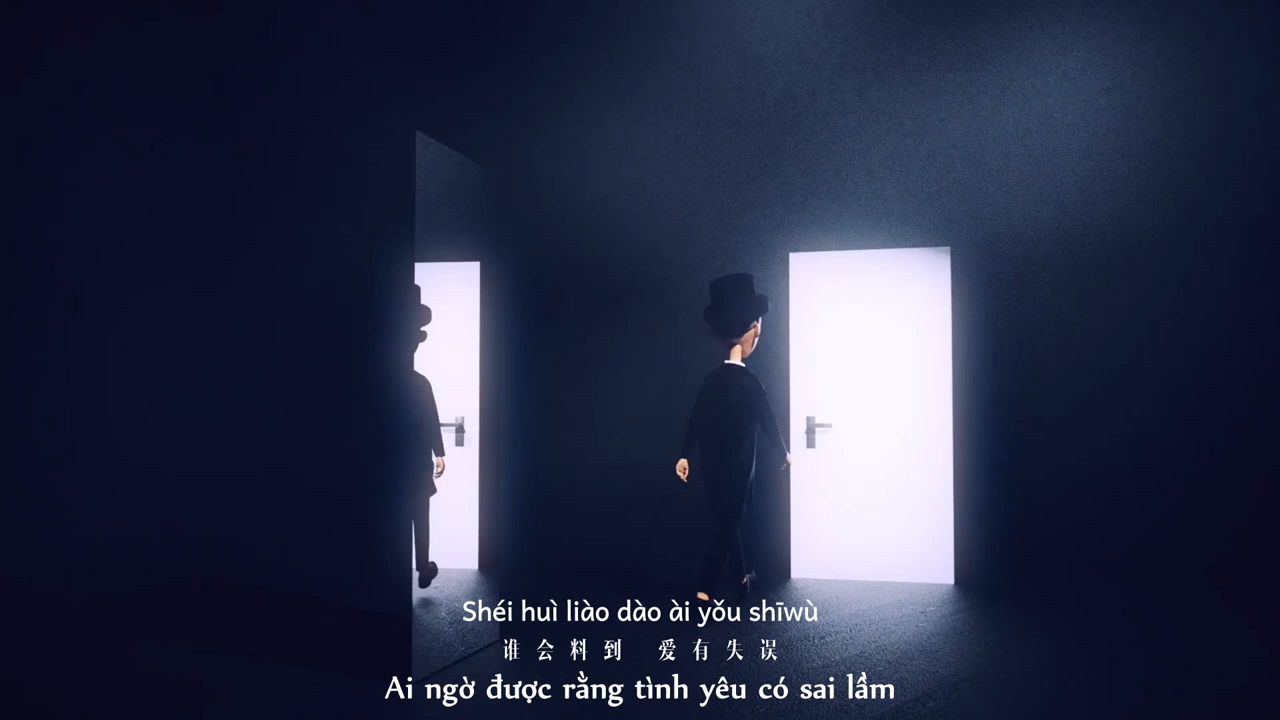 Shéi huì liào dào ài yǒu shīwù
谁会料到 爱有失误
Ai ngờ được rằng tình yêu có sai lầm